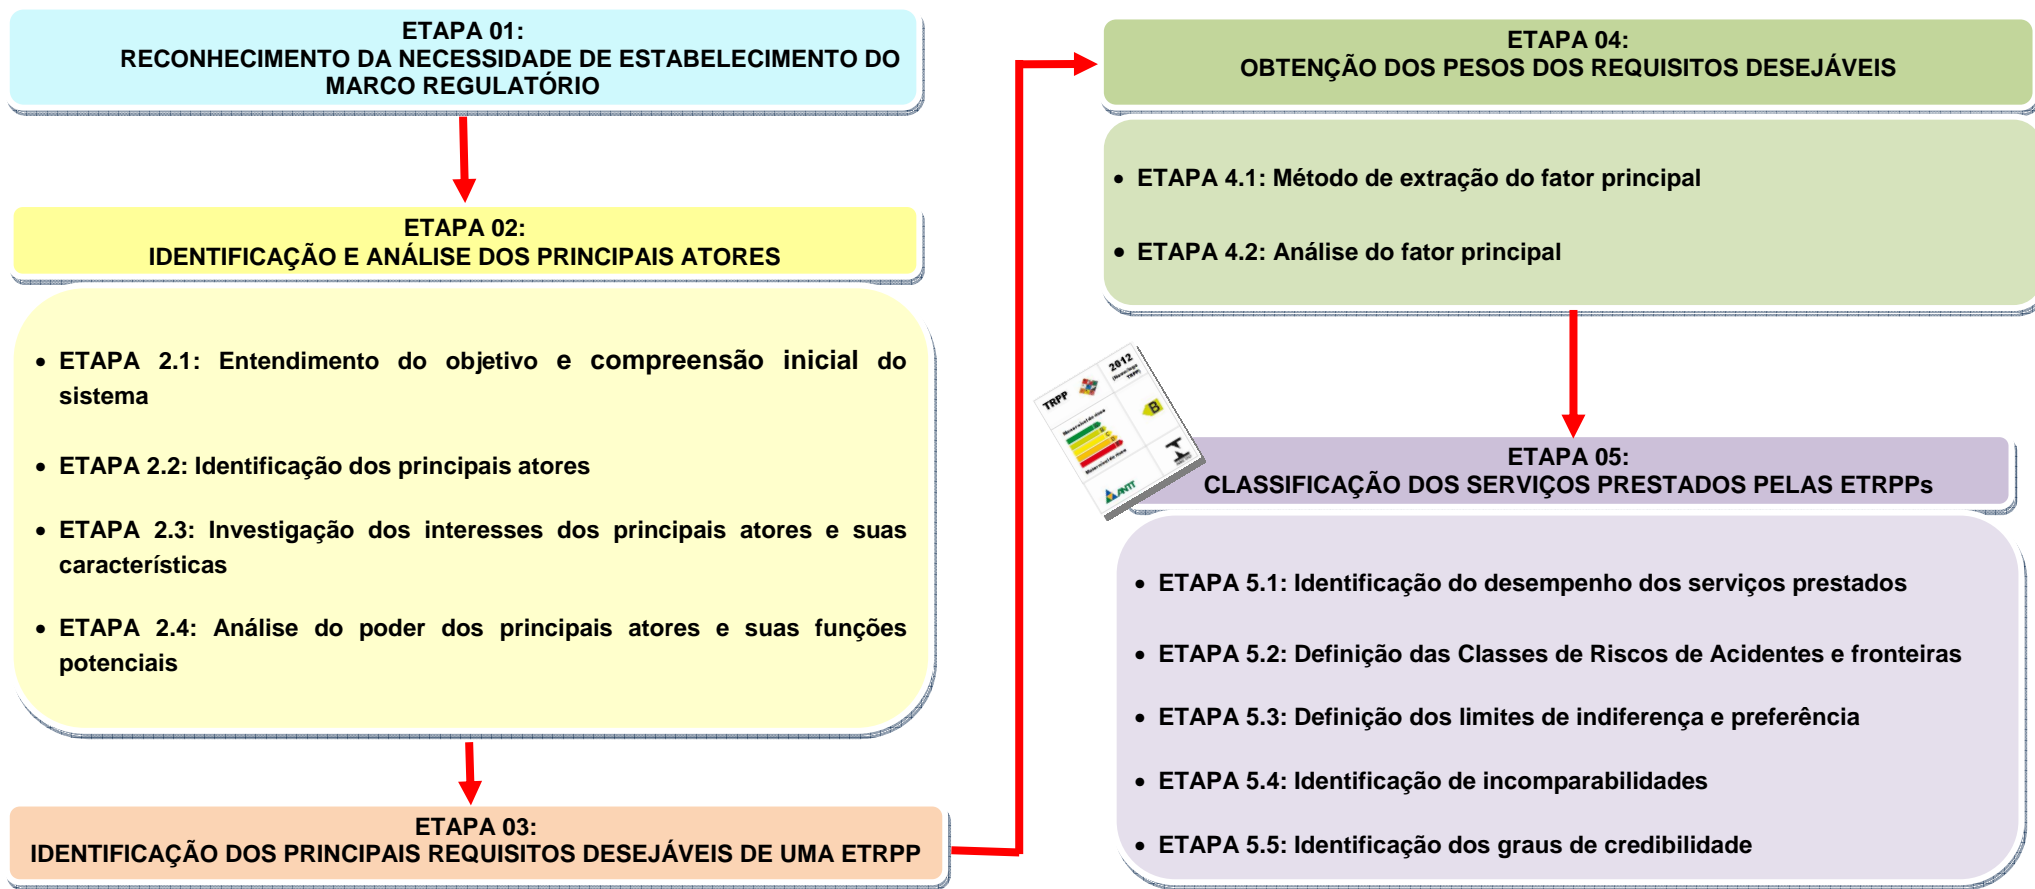 ETAPA 01:
RECONHECIMENTO DA NECESSIDADE DE ESTABELECIMENTO DO
MARCO REGULATÓRIO
ETAPA 02:
IDENTIFICAÇÃO E ANÁLISE DOS PRINCIPAIS ATORES
• ETAPA 2.1: Entendimento do objetivo e compreensão inicial do
sistema
• ETAPA 2.2: Identificação dos principais atores
• ETAPA 2.3: Investigação dos interesses dos principais atores e suas
características
• ETAPA 2.4: Análise do poder dos principais atores e suas funções
potenciais
ETAPA 03:
IDENTIFICAÇÃO DOS PRINCIPAIS REQUISITOS DESEJÁVEIS DE UMA ETRPP
ETAPA 04:
OBTENÇÃO DOS PESOS DOS REQUISITOS DESEJÁVEIS
• ETAPA 4.1: Método de extração do fator principal
• ETAPA 4.2: Análise do fator principal
TRPP
2012
B
ANTT
ETAPA 05:
CLASSIFICAÇÃO DOS SERVIÇOS PRESTADOS PELAS ETRPPs
• ETAPA 5.1: Identificação do desempenho dos serviços prestados
• ETAPA 5.2: Definição das Classes de Riscos de Acidentes e fronteiras
• ETAPA 5.3: Definição dos limites de indiferença e preferência
• ETAPA 5.4: Identificação de incomparabilidades
• ETAPA 5.5: Identificação dos graus de credibilidade